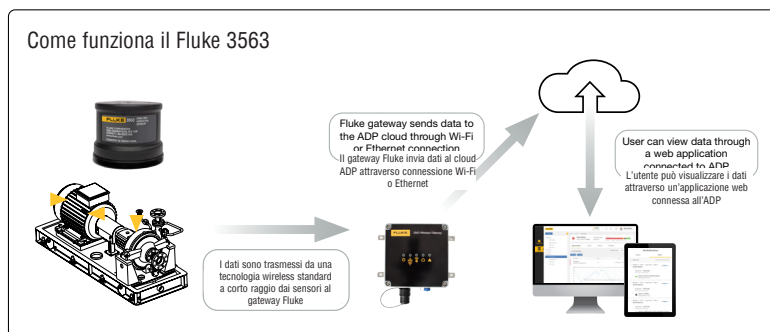 Come funziona il Fluke 3563
FLUKE
Fluke gateway sends data to
the ADP cloud through Wi-Fi
or Ethernet connection
Il gateway Fluke invia dati al cloud
ADP attraverso connessione Wi-Fi
o Ethernet
User can view data through
a web application
connected to ADP
L'utente può visualizzare i dati
attraverso un'applicazione web
connessa all'ADP
FLUKE
I dati sono trasmessi da una
tecnologia wireless standard
a corto raggio dai sensori al
gateway Fluke